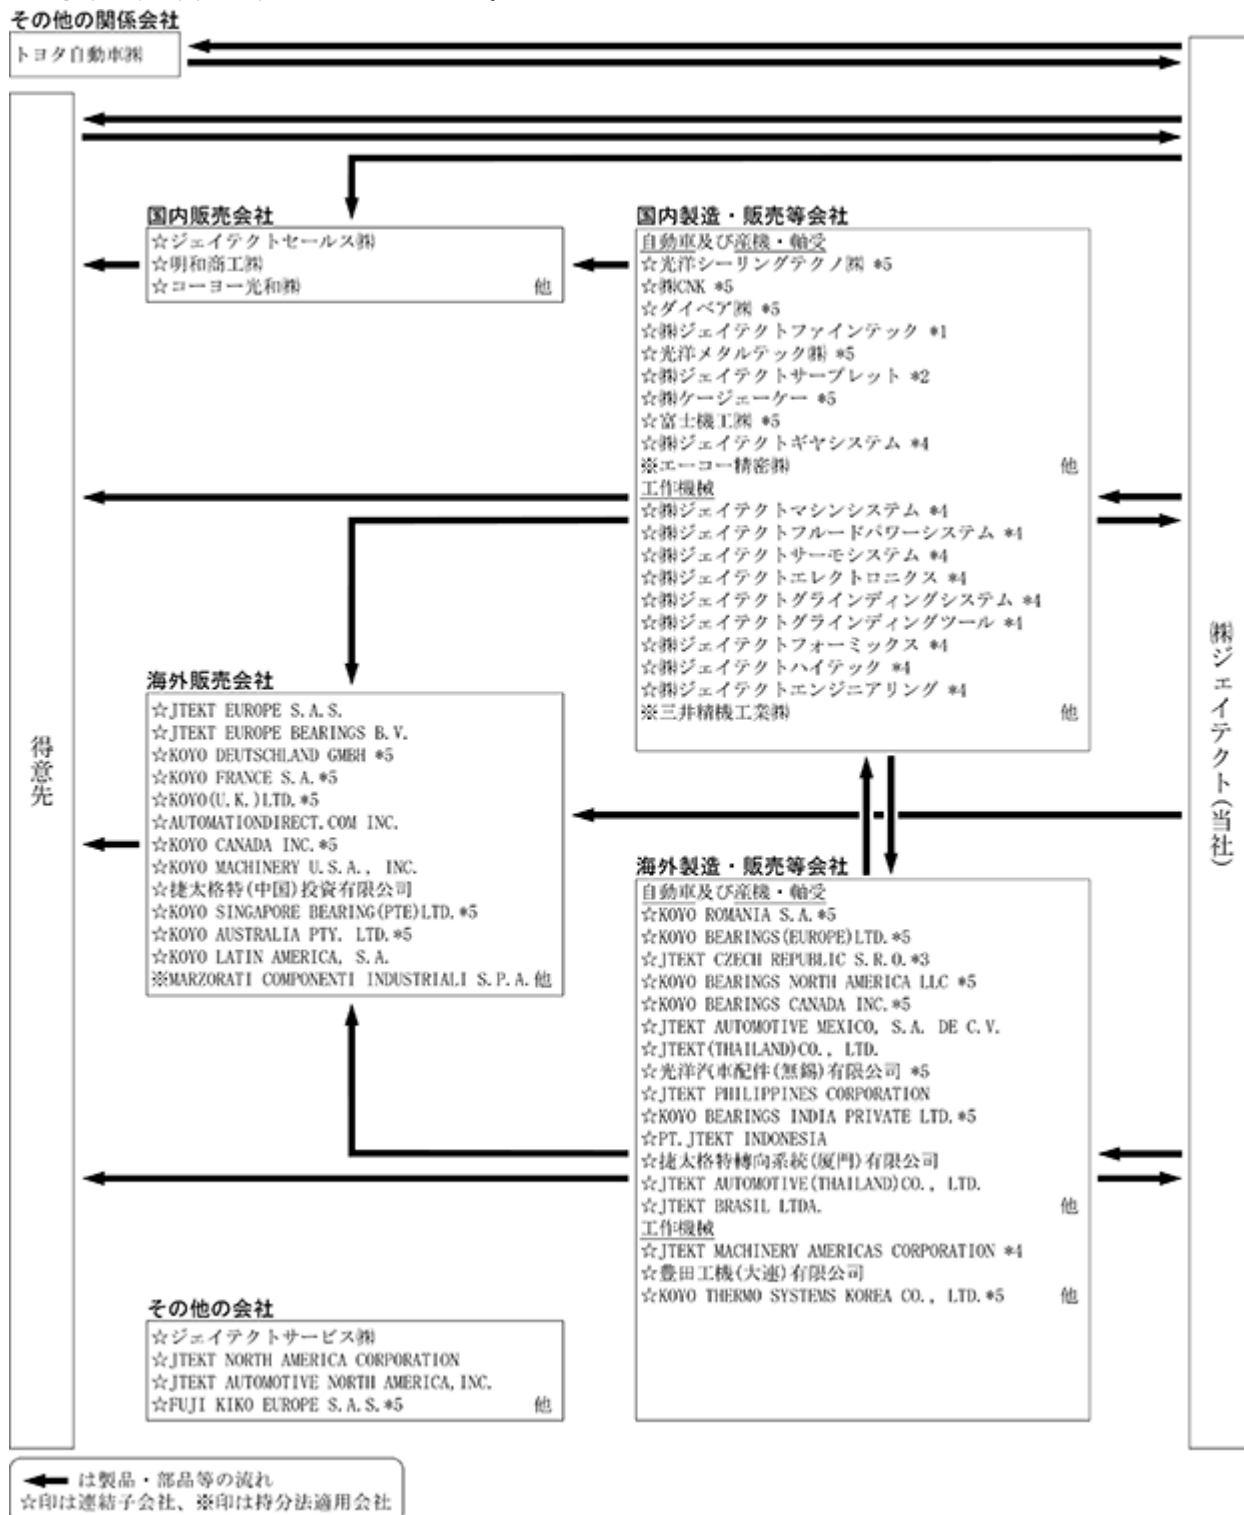 その他の関係会社
トヨタ自動車㈱
国内販売会社
☆ジェイテクトセールス㈱
☆明和商工㈱
☆コーヨー光和㈱ 他
国内製造・販売等会社
自動車及び産機・軸受
☆光洋シーリングテクノ㈱ *5
☆㈱CNK *5
☆ダイベア㈱ *5
☆㈱ジェイテクトファインテック *1
☆光洋メタルテック㈱ *5
☆㈱ジェイテクトサーブレット *2
☆㈱ケージェーケー *5
☆富士機工㈱ *5
☆㈱ジェイテクトギヤシステム *4
※エーコー精密㈱ 他
工作機械
☆㈱ジェイテクトマシンシステム *4
☆㈱ジェイテクトフルードパワーシステム *4
☆㈱ジェイテクトサーモシステム *4
☆㈱ジェイテクトエレクトロニクス *4
☆㈱ジェイテクトグラインディングシステム *4
☆㈱ジェイテクトグラインディングツール *4
☆㈱ジェイテクトフォーミックス *4
☆㈱ジェイテクトハイテック *4
☆㈱ジェイテクトエンジニアリング *4
※三井精機工業㈱ 他
㈱ジェイテクト(当社)
得意先
海外販売会社
☆JTEKT EUROPE S.A.S.
☆JTEKT EUROPE BEARINGS B.V.
☆KOYO DEUTSCHLAND GMBH *5
☆KOYO FRANCE S.A.*5
☆KOYO(U.K.)LTD.*5
☆AUTOMATIONDIRECT.COM INC.
☆KOYO CANADA INC.*5
☆KOYO MACHINERY U.S.A., INC.
☆捷太格特(中国)投資有限公司
☆KOYO SINGAPORE BEARING(PTE)LTD.*5
☆KOYO AUSTRALIA PTY. LTD.*5
☆KOYO LATIN AMERICA, S.A.
※MARZORATI COMPONENTI INDUSTRIALI S.P.A.他
海外製造・販売等会社
自動車及び産機・軸受
☆KOYO ROMANIA S.A.*5
☆KOYO BEARINGS(EUROPE)LTD.*5
☆JTEKT CZECH REPUBLIC S.R.O.*3
☆KOYO BEARINGS NORTH AMERICA LLC *5
☆KOYO BEARINGS CANADA INC.*5
☆JTEKT AUTOMOTIVE MEXICO, S.A. DE C.V.
☆JTEKT(THAILAND)CO., LTD.
☆光洋汽車配件(無錫)有限公司 *5
☆JTEKT PHILIPPINES CORPORATION
☆KOYO BEARINGS INDIA PRIVATE LTD.*5
☆PT.JTEKT INDONESIA
☆捷太格特轉向系統(厦門)有限公司
☆JTEKT AUTOMOTIVE(THAILAND)CO., LTD.
☆JTEKT BRASIL LTDA. 他
工作機械
☆JTEKT MACHINERY AMERICAS CORPORATION *4
☆豊田工機(大連)有限公司
☆KOYO THERMO SYSTEMS KOREA CO., LTD.*5 他
その他の会社
☆ジェイテクトサービス㈱
☆JTEKT NORTH AMERICA CORPORATION
☆JTEKT AUTOMOTIVE NORTH AMERICA,INC.
☆FUJI KIKO EUROPE S.A.S.*5 他
は製品・部品等の流れ
☆印は連結子会社、※印は持分法適用会社